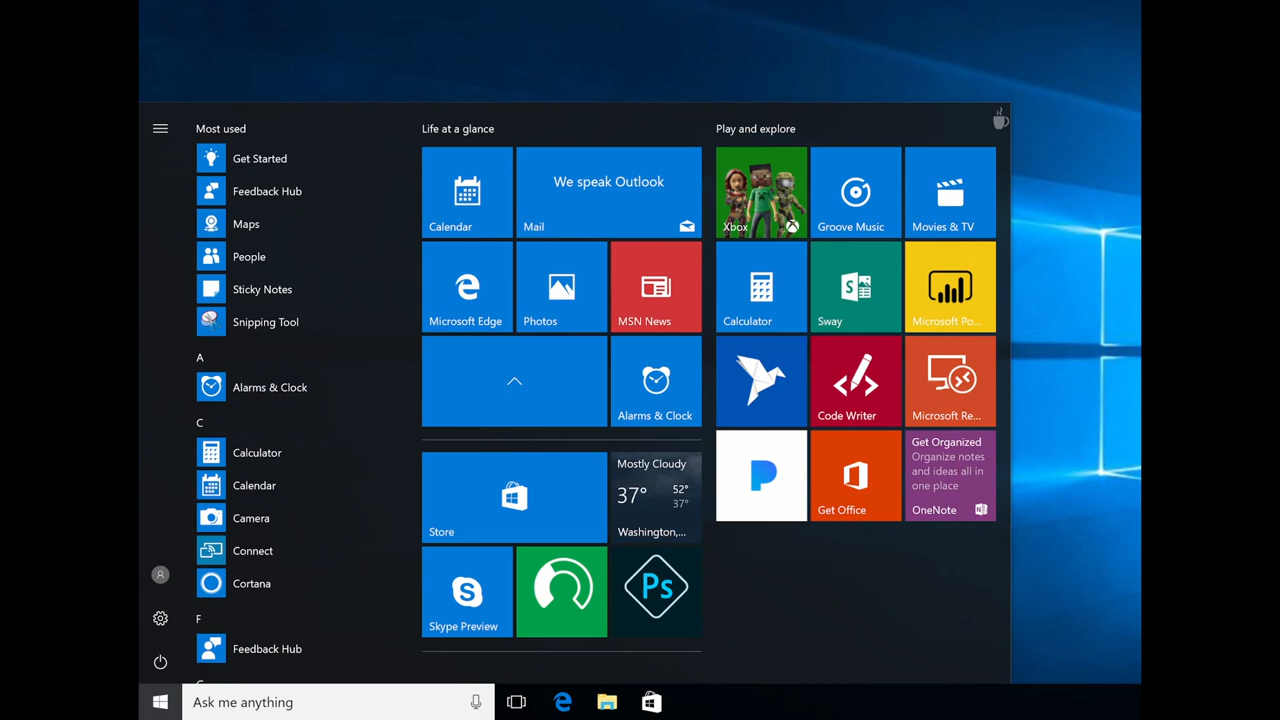 Most used
Get Started
Feedback Hub
Maps
People
Sticky Notes
Snipping Tool
A
Alarms & Clock
C
Calculator
Calendar
Camera
Connect
Cortana
F
Feedback Hub
Life at a glance
Calendar
We speak Outlook
Mail
Microsoft Edge
Photos
MSN News
Alarms & Clock
Store
Mostly Cloudy
37° 52°
37°
Washington,...
Skype Preview
Ps
Play and explore
Xbox
Groove Music
Movies & TV
Calculator
Sway
Microsoft Po...
Code Writer
Microsoft Re...
Get Office
Get Organized
Organize notes
and ideas all in
one place
OneNote
Ask me anything